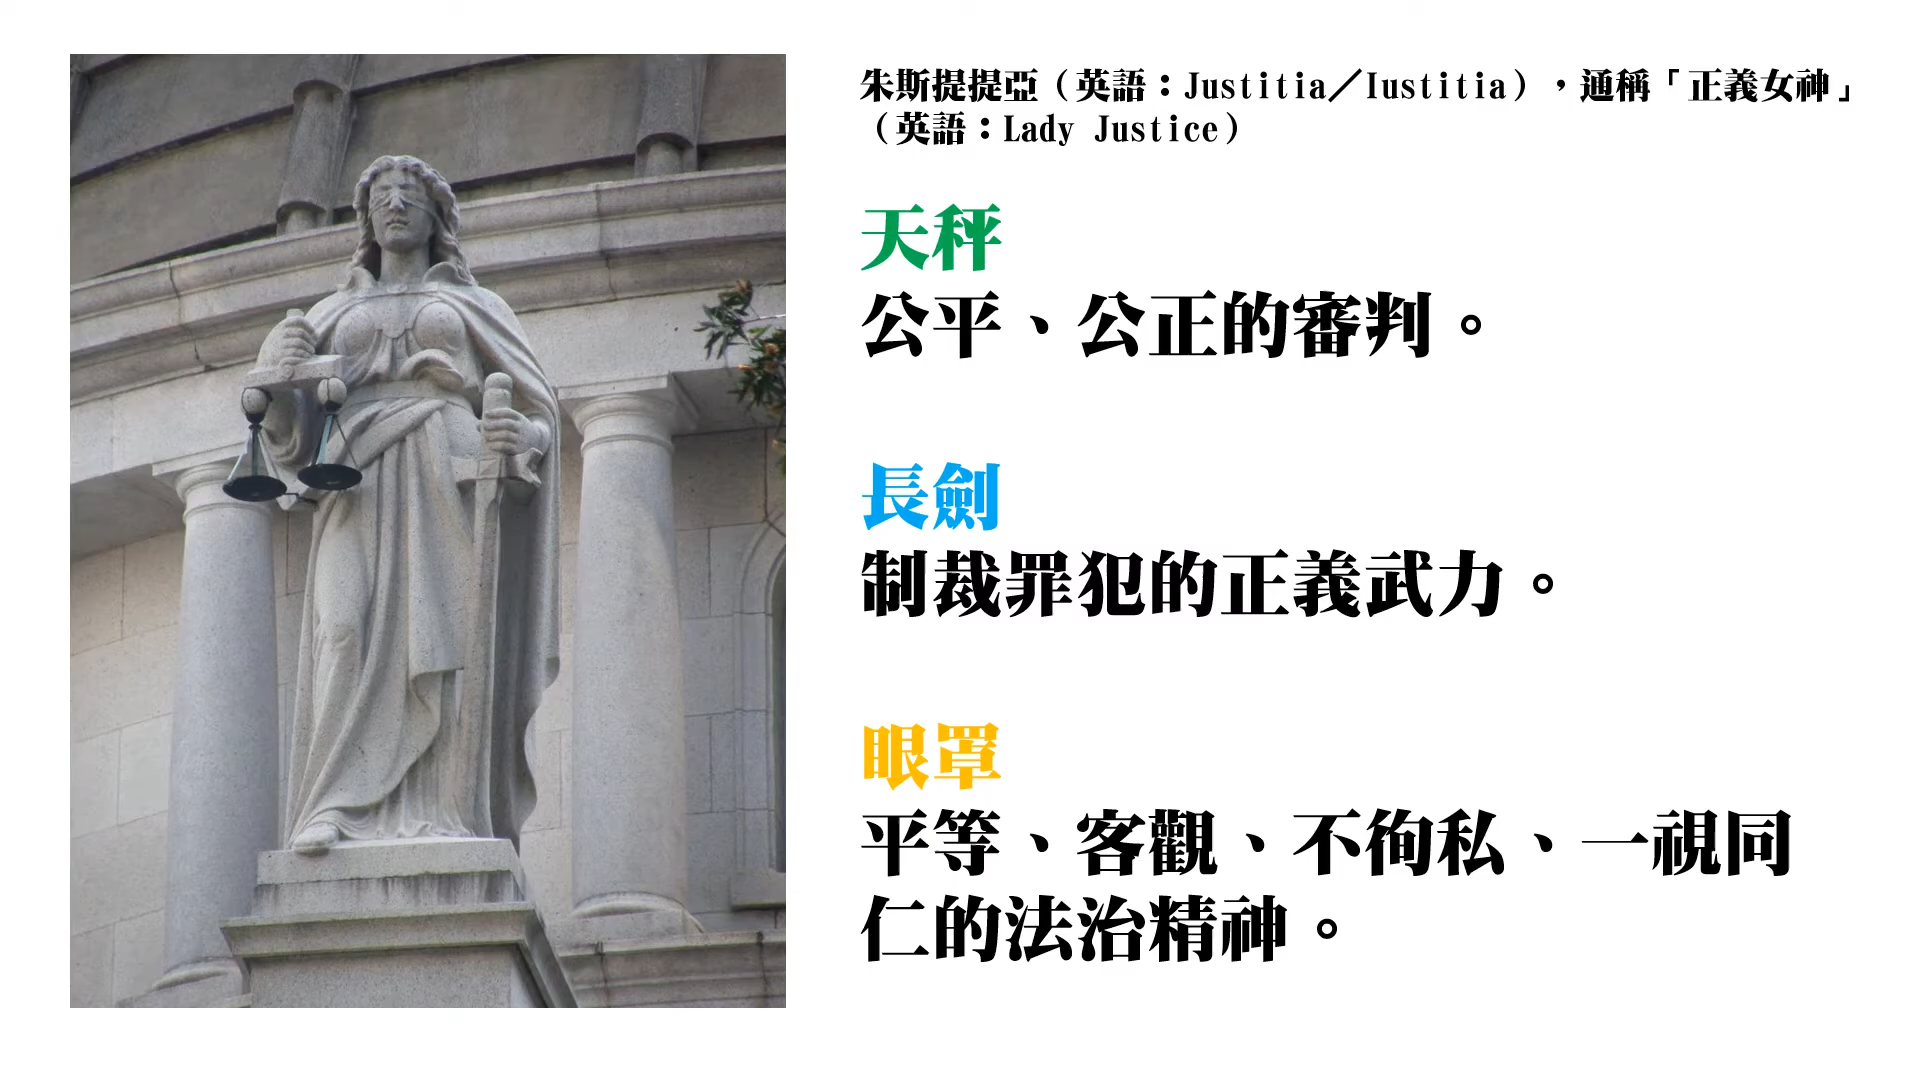 朱斯提提亞（英語：Justitia／Iustitia），通稱「正義女神」
（英語：Lady Justice）
天秤
公平、公正的審判。
長劍
制裁罪犯的正義武力。
眼罩
平等、客觀、不徇私、一視同
仁的法治精神。